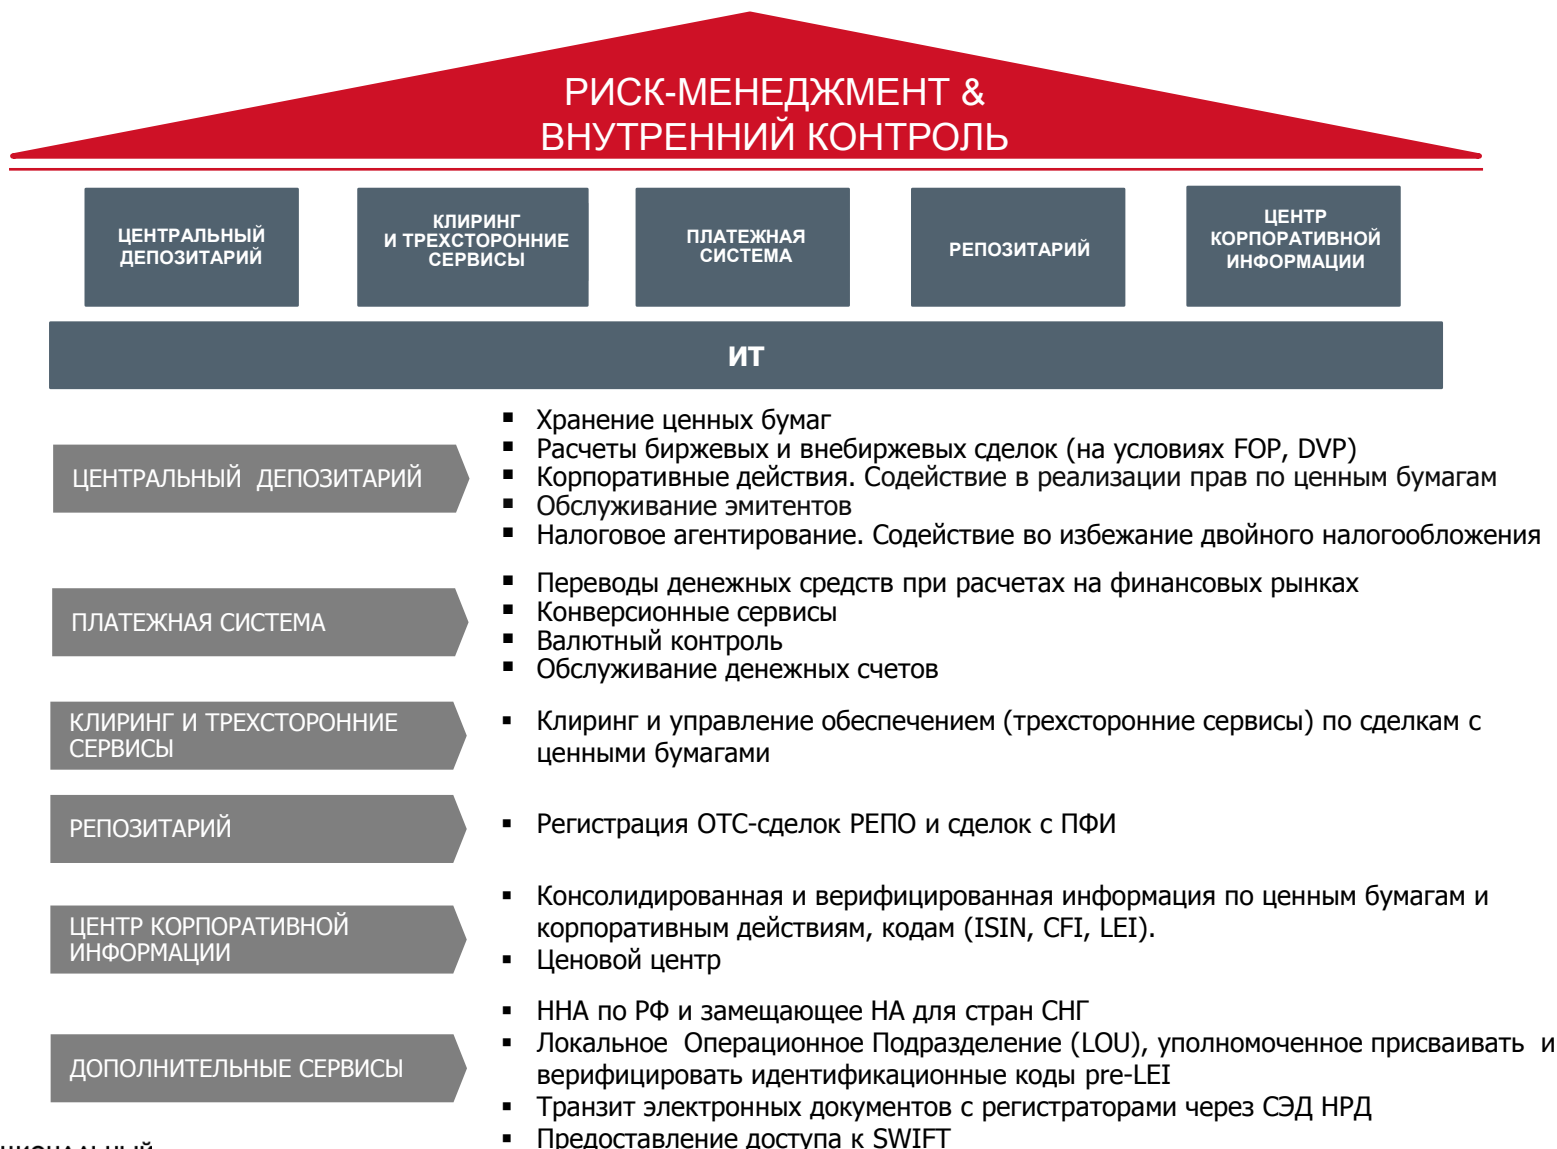 РИСК-МЕНЕДЖМЕНТ &
ВНУТРЕННИЙ КОНТРОЛЬ
ЦЕНТРАЛЬНЫЙ
ДЕПОЗИТАРИЙ
КЛИРИНГ
И ТРЕХСТОРОННИЕ
СЕРВИСЫ
ПЛАТЕЖНАЯ
СИСТЕМА
РЕПОЗИТАРИЙ
ЦЕНТР
КОРПОРАТИВНОЙ
ИНФОРМАЦИИ
ИТ
ЦЕНТРАЛЬНЫЙ ДЕПОЗИТАРИЙ
▪ Хранение ценных бумаг
▪ Расчеты биржевых и внебиржевых сделок (на условиях FOP, DVP)
▪ Корпоративные действия. Содействие в реализации прав по ценным бумагам
▪ Обслуживание эмитентов
▪ Налоговое агентирование. Содействие во избежание двойного налогообложения
ПЛАТЕЖНАЯ СИСТЕМА
▪ Переводы денежных средств при расчетах на финансовых рынках
▪ Конверсионные сервисы
▪ Валютный контроль
▪ Обслуживание денежных счетов
КЛИРИНГ И ТРЕХСТОРОННИЕ
СЕРВИСЫ
▪ Клиринг и управление обеспечением (трехсторонние сервисы) по сделкам с
ценными бумагами
РЕПОЗИТАРИЙ
▪ Регистрация ОТС-сделок РЕПО и сделок с ПФИ
ЦЕНТР КОРПОРАТИВНОЙ
ИНФОРМАЦИИ
▪ Консолидированная и верифицированная информация по ценным бумагам и
корпоративным действиям, кодам (ISIN, CFI, LEI).
▪ Ценовой центр
ДОПОЛНИТЕЛЬНЫЕ СЕРВИСЫ
▪ ННА по РФ и замещающее НА для стран СНГ
▪ Локальное Операционное Подразделение (LOU), уполномоченное присваивать и
верифицировать идентификационные коды pre-LEI
▪ Транзит электронных документов с регистраторами через СЭД НРД
▪ Предоставление доступа к SWIFT